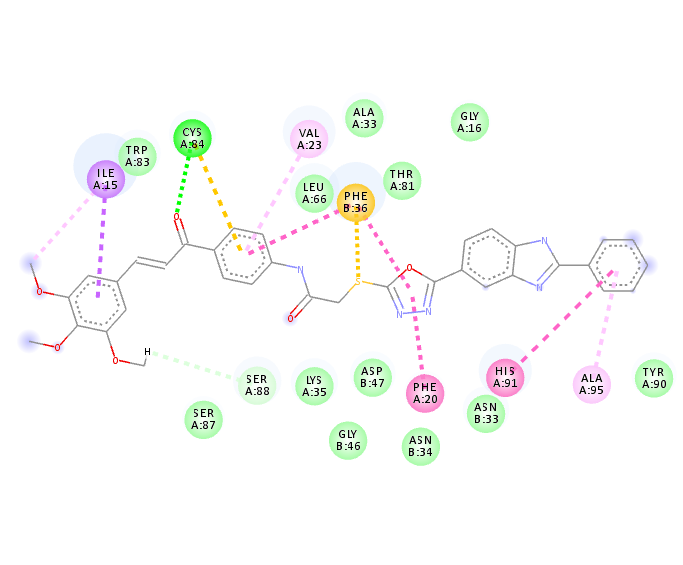 ALA
A:33
GLY
A:16
CYS
A:84
VAL
A:23
TRP
A:83
ILE
A:15
LEU
A:66
PHE
B:36
THR
A:81
O
O
N
N
N
O
S
O
N
N
N
O
O
O
H
SER
A:88
LYS
A:35
ASP
B:47
PHE
A:20
HIS
A:91
ALA
A:95
TYR
A:90
SER
A:87
GLY
B:46
ASN
B:34
ASN
B:33